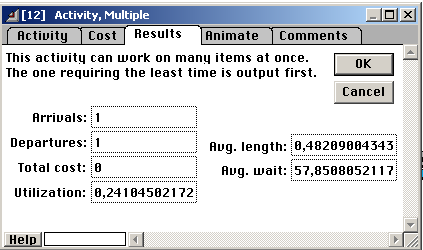 [12] Activity, Multiple
Activity Cost Results Animate Comments
This activity can work on many items at once.
The one requiring the least time is output first.
OK
Cancel
Arrivals: 1
Departures: 1
Avg. length: 0,48209004343
Total cost: 0
Avg. wait: 57,8508052117
Utilization: 0,24104502172
Help